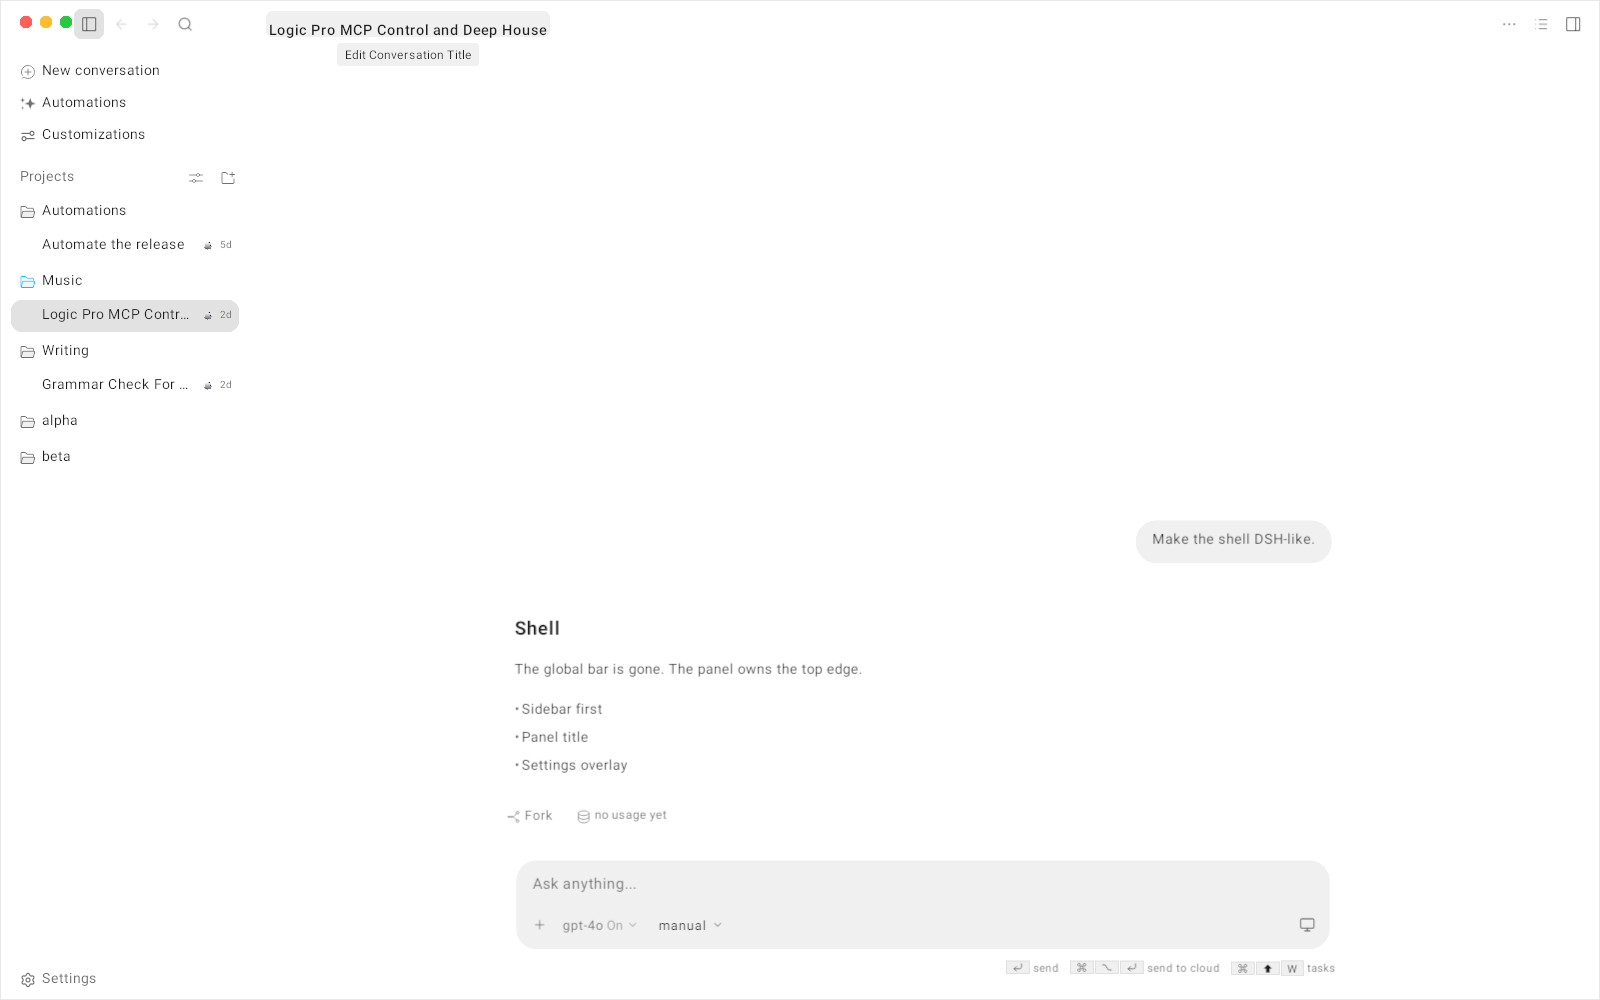 Logic Pro MCP Control and Deep House
Edit Conversation Title
New conversation
Automations
Customizations
Projects
Automations
Automate the release 5d
Music
Logic Pro MCP Contr... 2d
Writing
Grammar Check For ... 2d
alpha
beta
Settings
Make the shell DSH-like.
Shell
The global bar is gone. The panel owns the top edge.
• Sidebar first
• Panel title
• Settings overlay
Fork no usage yet
Ask anything...
gpt-4o On manual
send ⌘ ⌥ send to cloud ⌘ W tasks